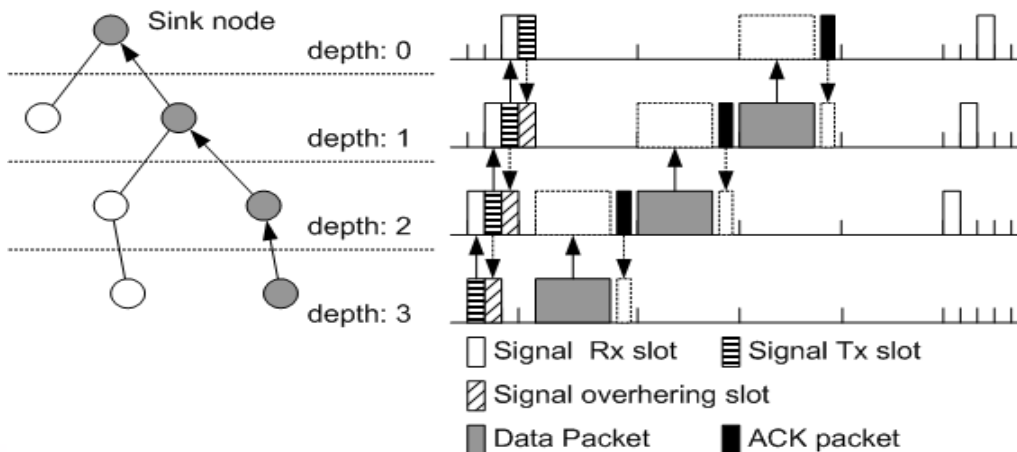 Sink node
depth: 0
depth: 1
depth: 2
depth: 3
Signal Rx slot
Signal Tx slot
Signal overhering slot
Data Packet
ACK packet